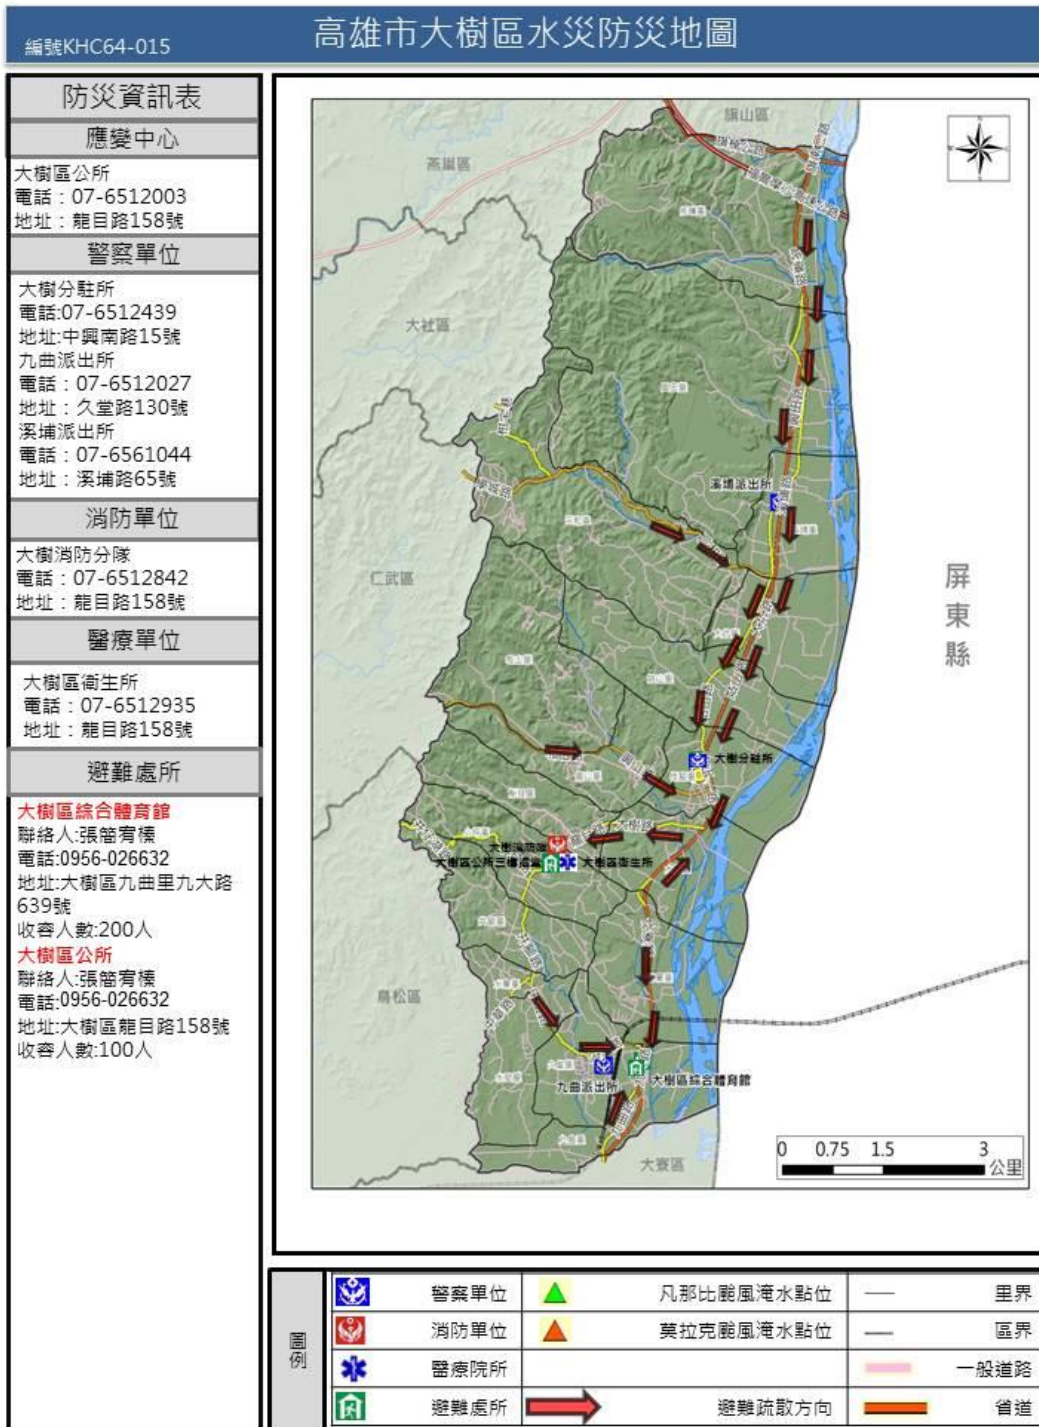 高雄市大樹區水災防災地圖
編號KHC64-015
防災資訊表
應變中心
大樹區公所
電話：07-6512003
地址：龍目路158號
警察單位
大樹分駐所
電話:07-6512439
地址:中興南路15號
九曲派出所
電話：07-6512027
地址：久堂路130號
溪埔派出所
電話：07-6561044
地址：溪埔路65號
消防單位
大樹消防分隊
電話：07-6512842
地址：龍目路158號
醫療單位
大樹區衛生所
電話：07-6512935
地址：龍目路158號
避難處所
大樹區綜合體育館
聯絡人:張簡宥榛
電話:0956-026632
地址:大樹區九曲里九大路
639號
收容人數:200人
大樹區公所
聯絡人:張簡宥榛
電話:0956-026632
地址:大樹區龍目路158號
收容人數:100人
旗山區
燕巢區
大社區
溪埔派出所
仁武區
屏東縣
大樹分駐所
大樹路
大樹消防隊
大樹區公所三樓禮堂
大樹區衛生所
鳥松區
九曲派出所
大樹區綜合體育館
大寮區
0 0.75 1.5 3
公里
圖例
警察單位
凡那比颱風淹水點位
里界
消防單位
莫拉克颱風淹水點位
區界
醫療院所
一般道路
避難處所
避難疏散方向
省道